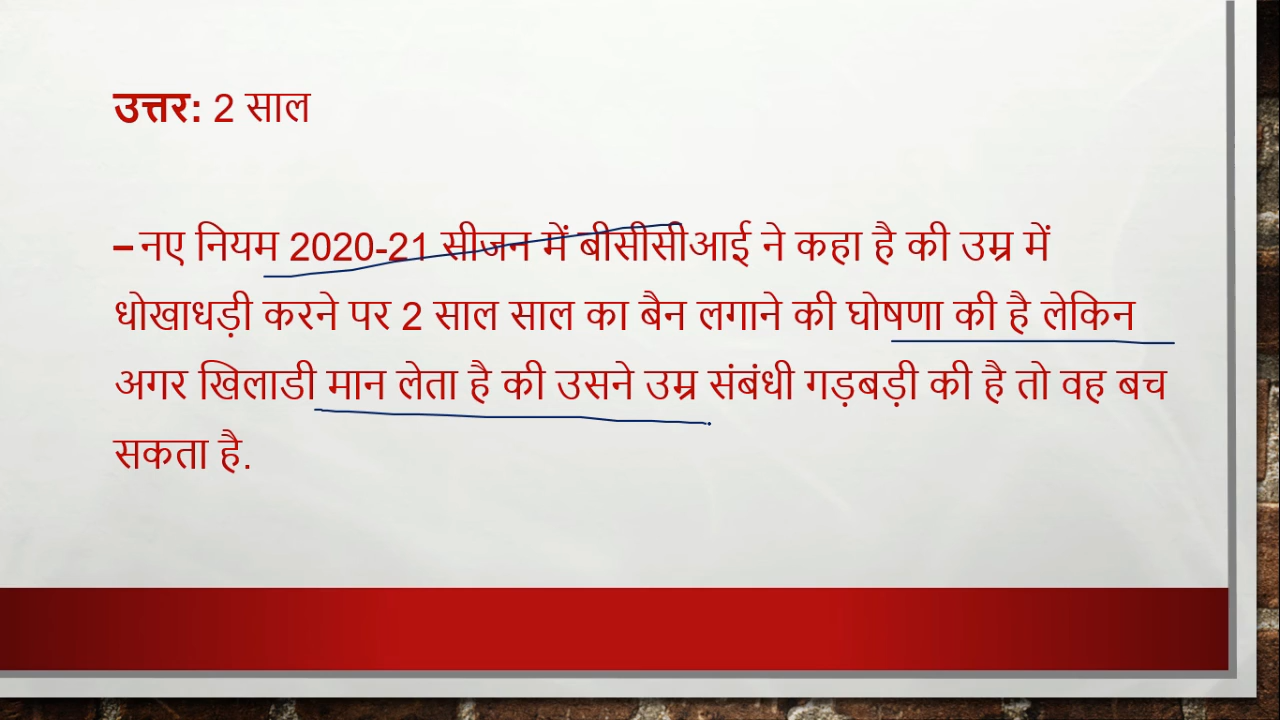 उत्तर: 2 साल
– नए नियम 2020-21 सीजन में बीसीसीआई ने कहा है की उम्र में
धोखाधड़ी करने पर 2 साल साल का बैन लगाने की घोषणा की है लेकिन
अगर खिलाडी मान लेता है की उसने उम्र संबंधी गड़बड़ी की है तो वह बच
सकता है.